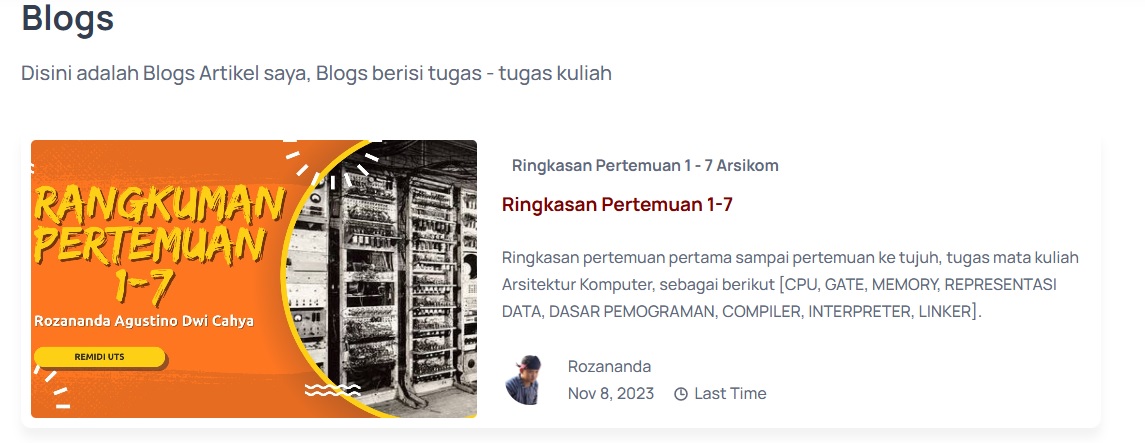 Blogs
Disini adalah Blogs Artikel saya, Blogs berisi tugas - tugas kuliah
RANGKUMAN
PERTEMUAN
1-7
Rozananda Agustino Dwi Cahya
REMIDI UTS
Ringkasan Pertemuan 1 - 7 Arsikom
Ringkasan Pertemuan 1-7
Ringkasan pertemuan pertama sampai pertemuan ke tujuh, tugas mata kuliah
Arsitektur Komputer, sebagai berikut [CPU, GATE, MEMORY, REPRESENTASI
DATA, DASAR PEMOGRAMAN, COMPILER, INTERPRETER, LINKER].
Rozananda
Nov 8, 2023 Last Time